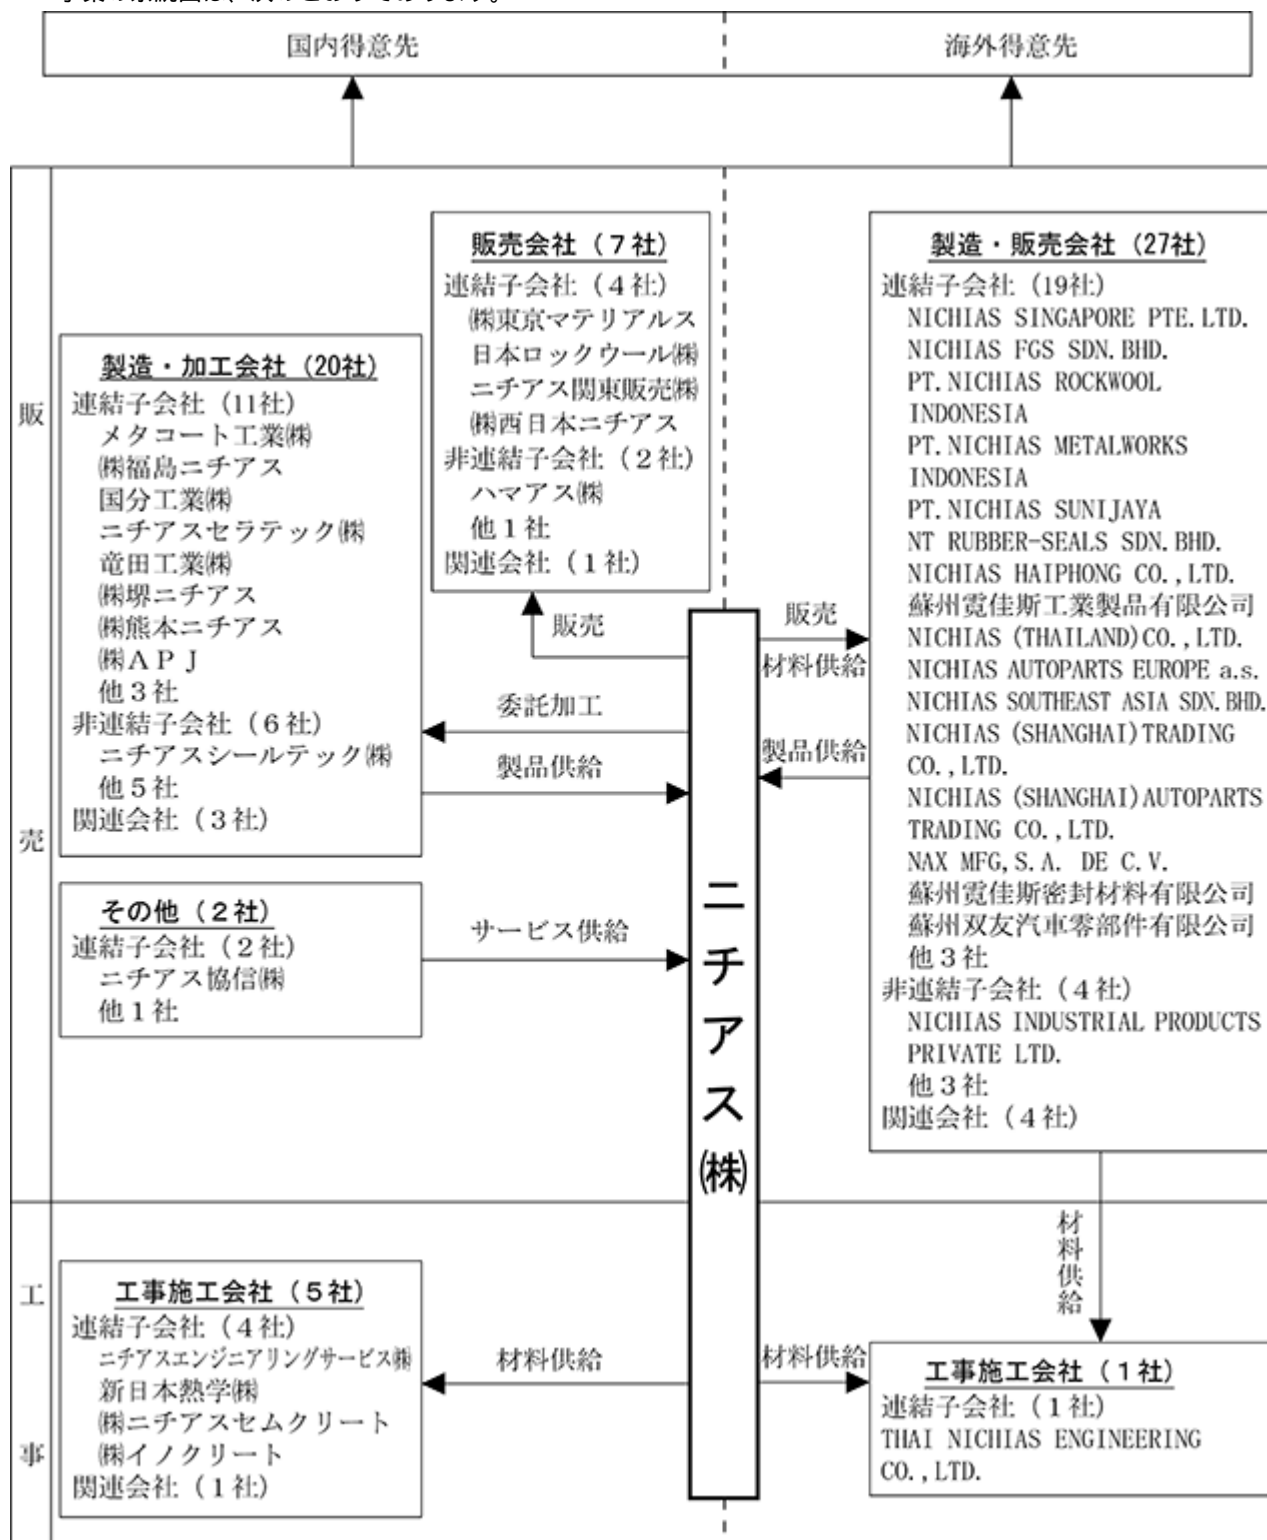 国内得意先
海外得意先
販売
販売会社（７社）
連結子会社（４社）
㈱東京マテリアルス
日本ロックウール㈱
ニチアス関東販売㈱
㈱西日本ニチアス
非連結子会社（２社）
ハマアス㈱
他１社
関連会社（１社）
製造・加工会社（20社）
連結子会社（11社）
メタコート工業㈱
㈱福島ニチアス
国分工業㈱
ニチアスセラテック㈱
竜田工業㈱
㈱堺ニチアス
㈱熊本ニチアス
㈱ＡＰＪ
他３社
非連結子会社（６社）
ニチアスシールテック㈱
他５社
関連会社（３社）
その他（２社）
連結子会社（２社）
ニチアス協信㈱
他１社
販売
委託加工
製品供給
サービス供給
ニチアス㈱
販売
材料供給
製品供給
製造・販売会社（27社）
連結子会社（19社）
NICHIAS SINGAPORE PTE.LTD.
NICHIAS FGS SDN.BHD.
PT.NICHIAS ROCKWOOL
INDONESIA
PT.NICHIAS METALWORKS
INDONESIA
PT.NICHIAS SUNIJAYA
NT RUBBER-SEALS SDN.BHD.
NICHIAS HAIPHONG CO.,LTD.
蘇州霓佳斯工業製品有限公司
NICHIAS (THAILAND)CO.,LTD.
NICHIAS AUTOPARTS EUROPE a.s.
NICHIAS SOUTHEAST ASIA SDN.BHD.
NICHIAS (SHANGHAI)TRADING
CO.,LTD.
NICHIAS (SHANGHAI)AUTOPARTS
TRADING CO.,LTD.
NAX MFG,S.A. DE C.V.
蘇州霓佳斯密封材料有限公司
蘇州双友汽車零部件有限公司
他３社
非連結子会社（４社）
NICHIAS INDUSTRIAL PRODUCTS
PRIVATE LTD.
他３社
関連会社（４社）
材料供給
工事
工事施工会社（５社）
連結子会社（４社）
ニチアスエンジニアリングサービス㈱
新日本熱学㈱
㈱ニチアスセムクリート
㈱イノクリート
関連会社（１社）
材料供給
材料供給
工事施工会社（１社）
連結子会社（１社）
THAI NICHIAS ENGINEERING
CO.,LTD.